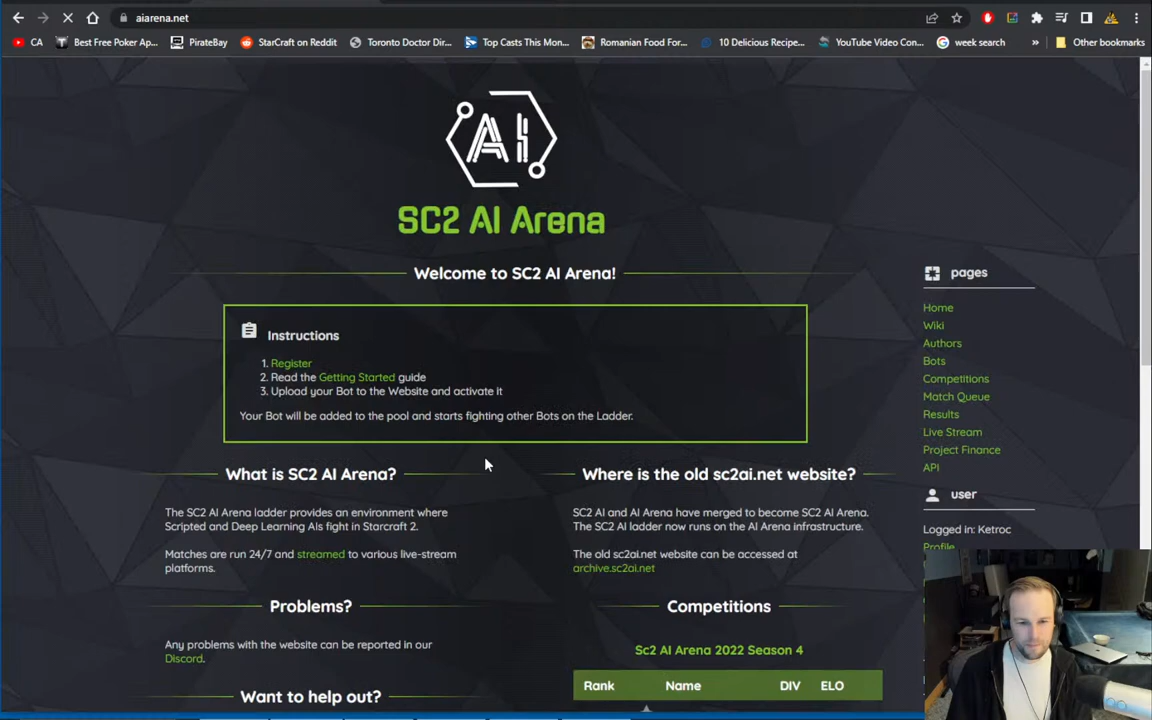 aiarena.net
CA
Best Free Poker Ap...
PirateBay
StarCraft on Reddit
Toronto Doctor Dir...
Top Casts This Mon...
Romanian Food For...
10 Delicious Recipe...
YouTube Video Con...
week search
»
Other bookmarks
AI
SC2 AI Arena
Welcome to SC2 AI Arena!
Instructions
1. Register
2. Read the Getting Started guide
3. Upload your Bot to the Website and activate it
Your Bot will be added to the pool and starts fighting other Bots on the Ladder.
What is SC2 AI Arena?
The SC2 AI Arena ladder provides an environment where
Scripted and Deep Learning AIs fight in Starcraft 2.
Matches are run 24/7 and streamed to various live-stream
platforms.
Problems?
Any problems with the website can be reported in our
Discord.
Want to help out?
Where is the old sc2ai.net website?
SC2 AI and AI Arena have merged to become SC2 AI Arena.
The SC2 AI ladder now runs on the AI Arena infrastructure.
The old sc2ai.net website can be accessed at
archive.sc2ai.net
Competitions
Sc2 AI Arena 2022 Season 4
Rank Name DIV ELO
pages
Home
Wiki
Authors
Bots
Competitions
Match Queue
Results
Live Stream
Project Finance
API
user
Logged in: Ketroc
Profile